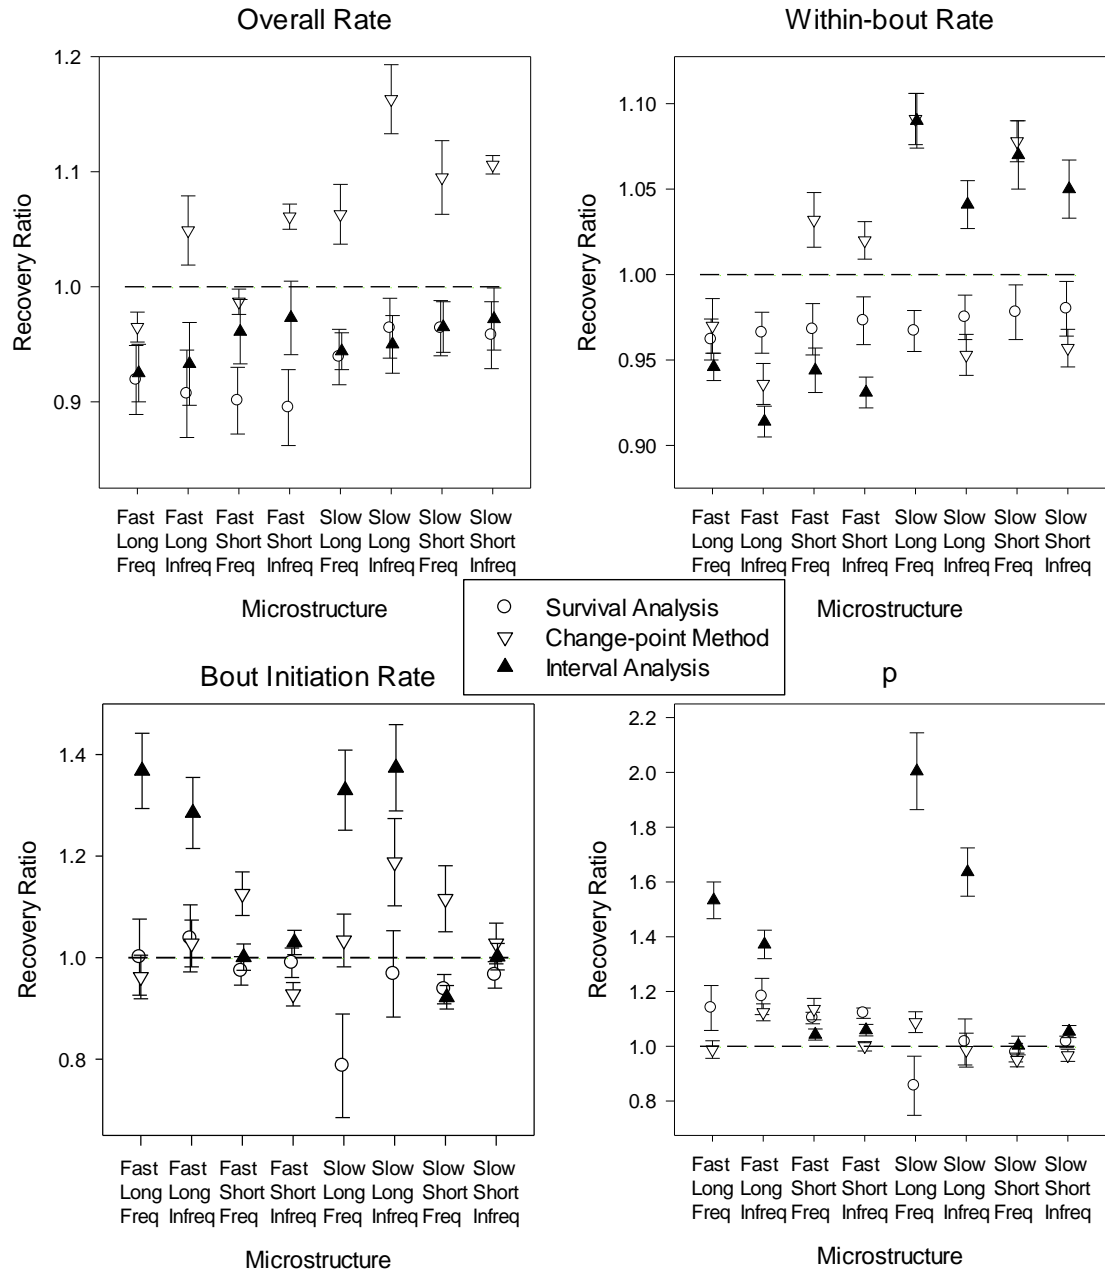 Overall Rate
Recovery Ratio
1.2
1.1
1.0
0.9
Fast Fast Fast Fast Slow Slow Slow Slow
Long Long Short Short Long Long Short Short
Freq Infreq Freq Infreq Freq Infreq Freq Infreq
Microstructure
Within-bout Rate
Recovery Ratio
1.10
1.05
1.00
0.95
0.90
Fast Fast Fast Fast Slow Slow Slow Slow
Long Long Short Short Long Long Short Short
Freq Infreq Freq Infreq Freq Infreq Freq Infreq
Microstructure
Survival Analysis
Change-point Method
Interval Analysis
Bout Initiation Rate
Recovery Ratio
1.4
1.2
1.0
0.8
Fast Fast Fast Fast Slow Slow Slow Slow
Long Long Short Short Long Long Short Short
Freq Infreq Freq Infreq Freq Infreq Freq Infreq
Microstructure
p
Recovery Ratio
2.2
2.0
1.8
1.6
1.4
1.2
1.0
0.8
Fast Fast Fast Fast Slow Slow Slow Slow
Long Long Short Short Long Long Short Short
Freq Infreq Freq Infreq Freq Infreq Freq Infreq
Microstructure